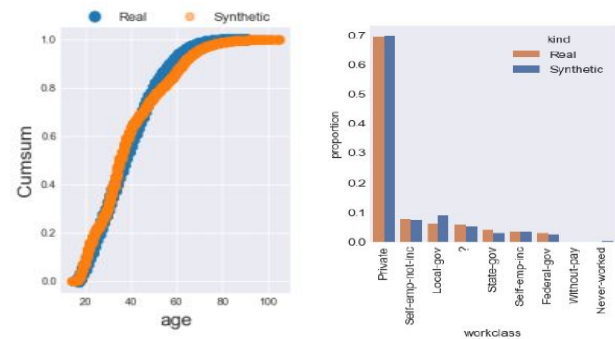 Real Synthetic
1.0
0.8
0.6
0.4
0.2
0.0
Cumsum
20 40 60 80 100
age
0.7
0.6
0.5
0.4
0.3
0.2
0.1
0.0
proportion
kind
Real
Synthetic
Private
Self-emp-not-inc
Local-gov
?
State-gov
Self-emp-inc
Federal-gov
Without-pay
Never-worked
workclass